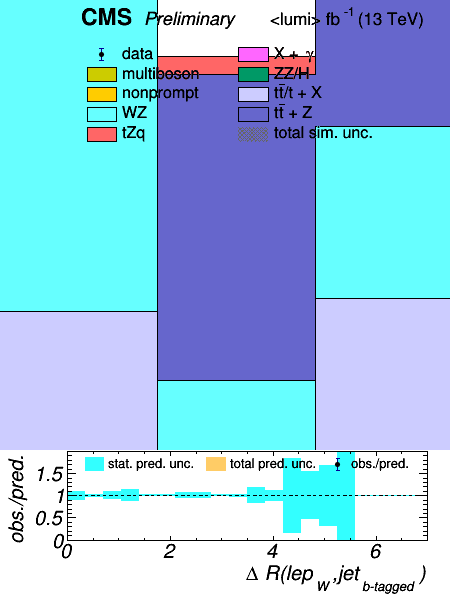 CMS Preliminary <lumi> fb⁻¹ (13 TeV)
data X + γ
multiboson ZZ/H
nonprompt tt̄/t + X
WZ tt̄ + Z
tZq total sim. unc.
stat. pred. unc. total pred. unc. obs./pred.
obs./pred.
1.5
1
0.5
0
0 2 4 6
Δ R(lep_W, jet_b-tagged)